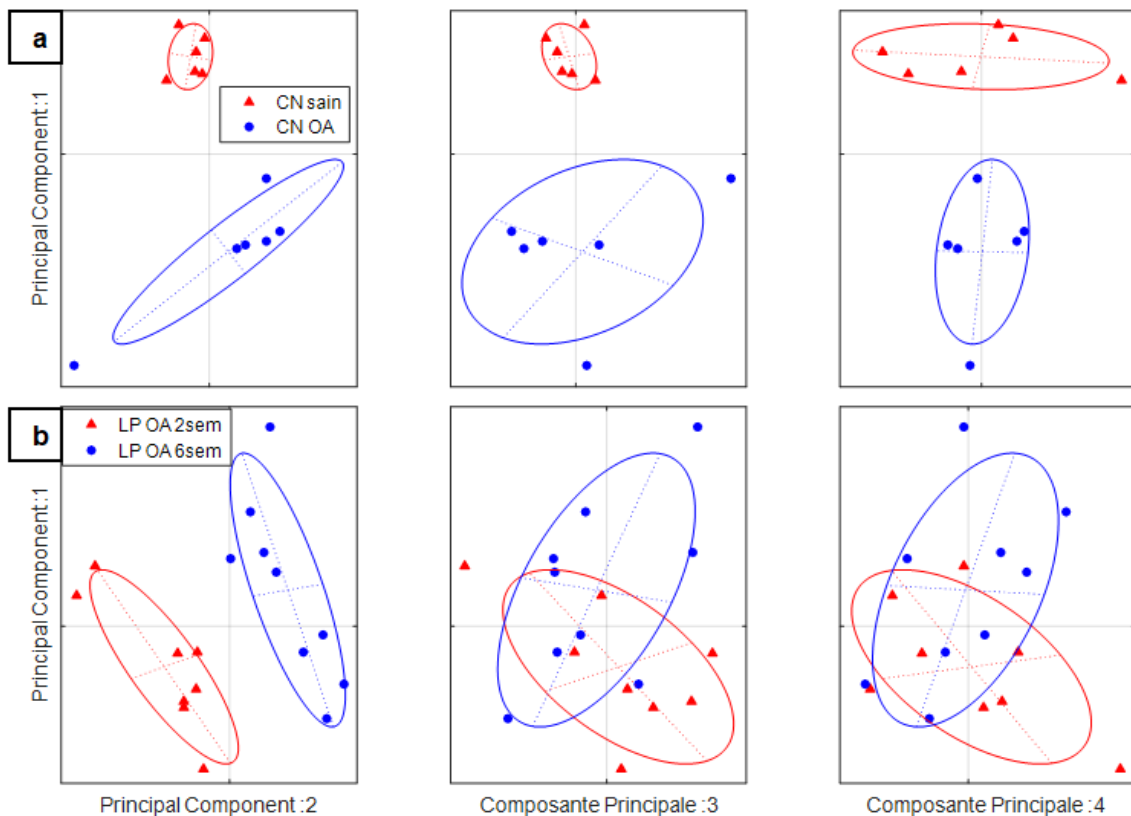 a
Principal Component :1
CN sain
CN OA
b
LP OA 2sem
LP OA 6sem
Principal Component :1
Principal Component :2
Composante Principale :3
Composante Principale :4